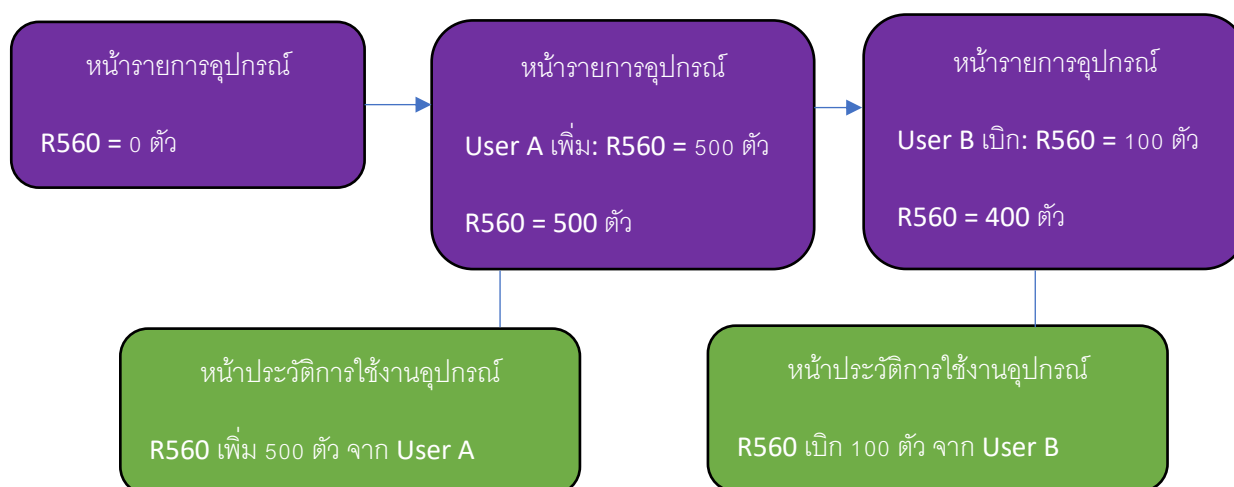 หน้ารายการอุปกรณ์
R560 = 0 ตัว
หน้ารายการอุปกรณ์
User A เพิ่ม: R560 = 500 ตัว
R560 = 500 ตัว
หน้ารายการอุปกรณ์
User B เบิก: R560 = 100 ตัว
R560 = 400 ตัว
หน้าประวัติการใช้งานอุปกรณ์
R560 เพิ่ม 500 ตัว จาก User A
หน้าประวัติการใช้งานอุปกรณ์
R560 เบิก 100 ตัว จาก User B